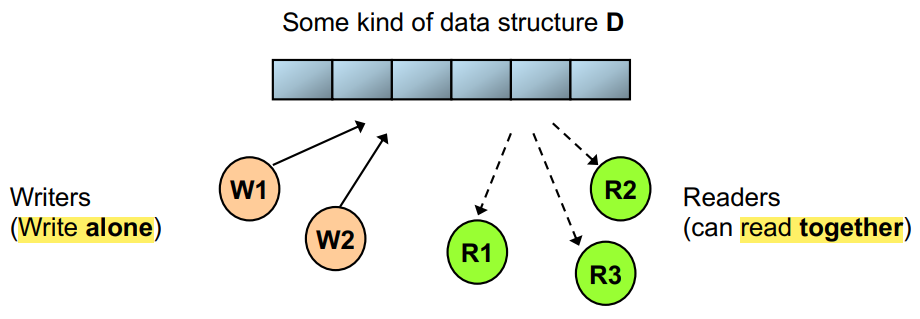 Some kind of data structure D
W1
W2
R1
R2
R3
Writers
(Write alone)
Readers
(can read together)